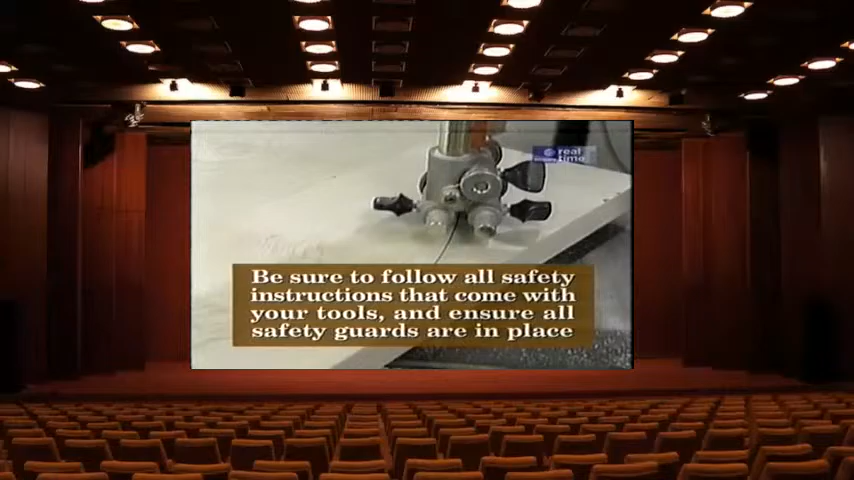 real
time
Be sure to follow all safety
instructions that come with
your tools, and ensure all
safety guards are in place